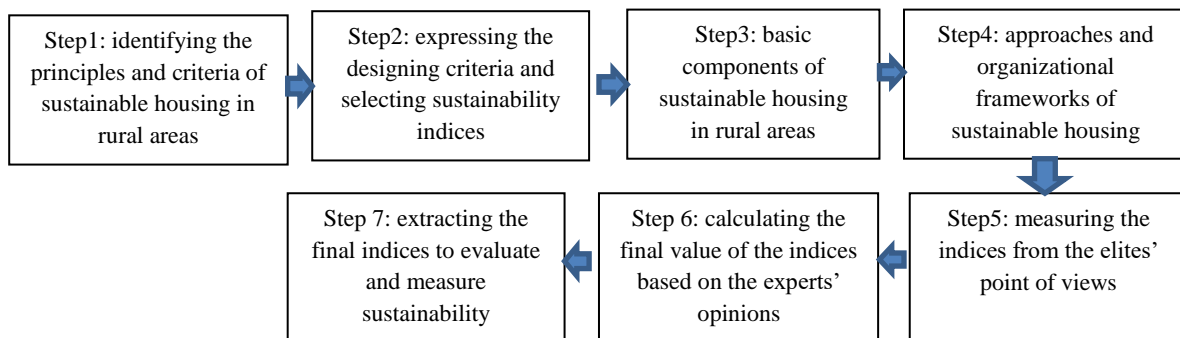 Step1: identifying the
principles and criteria of
sustainable housing in
rural areas
Step2: expressing the
designing criteria and
selecting sustainability
indices
Step3: basic
components of
sustainable housing
in rural areas
Step4: approaches and
organizational
frameworks of
sustainable housing
Step5: measuring the
indices from the elites’
point of views
Step 6: calculating the
final value of the indices
based on the experts’
opinions
Step 7: extracting the
final indices to evaluate
and measure
sustainability